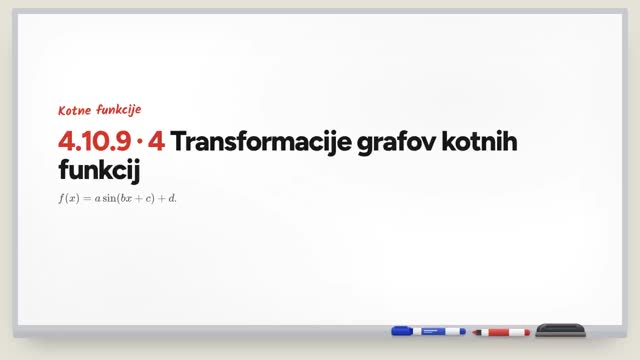 Kotne funkcije
4.10.9 · 4 Transformacije grafov kotnih
funkcij
f(x) = a sin(bx + c) + d.